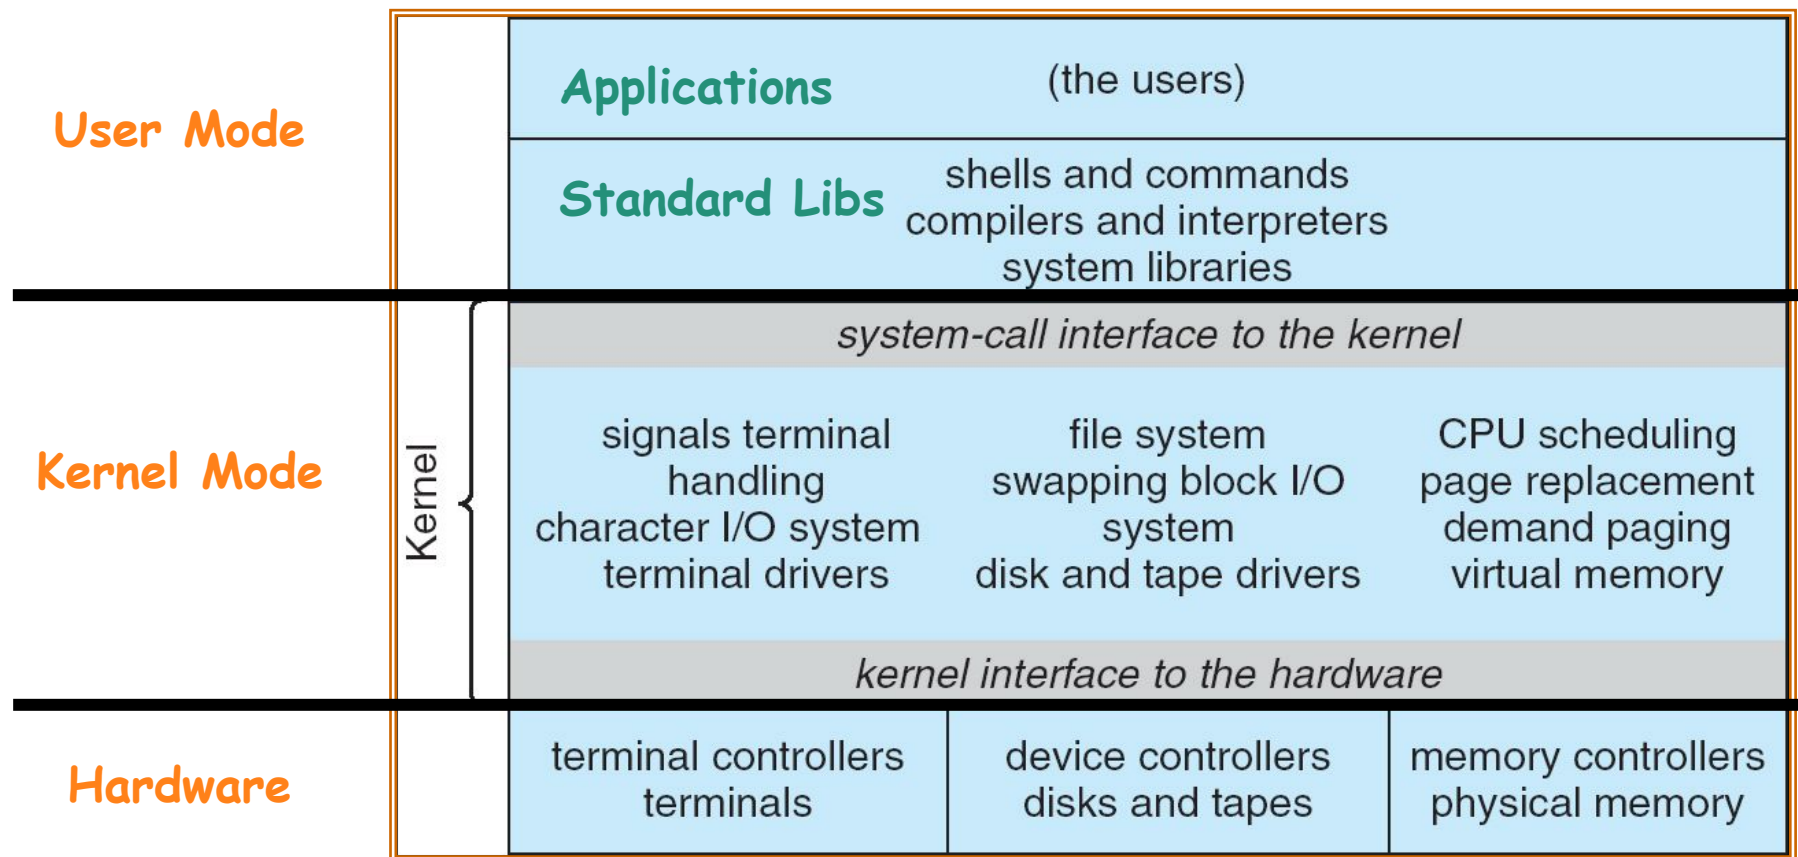 User Mode
Applications
(the users)
Standard Libs
shells and commands
compilers and interpreters
system libraries
Kernel Mode
Kernel
system-call interface to the kernel
signals terminal
handling
character I/O system
terminal drivers
file system
swapping block I/O
system
disk and tape drivers
CPU scheduling
page replacement
demand paging
virtual memory
kernel interface to the hardware
Hardware
terminal controllers
terminals
device controllers
disks and tapes
memory controllers
physical memory